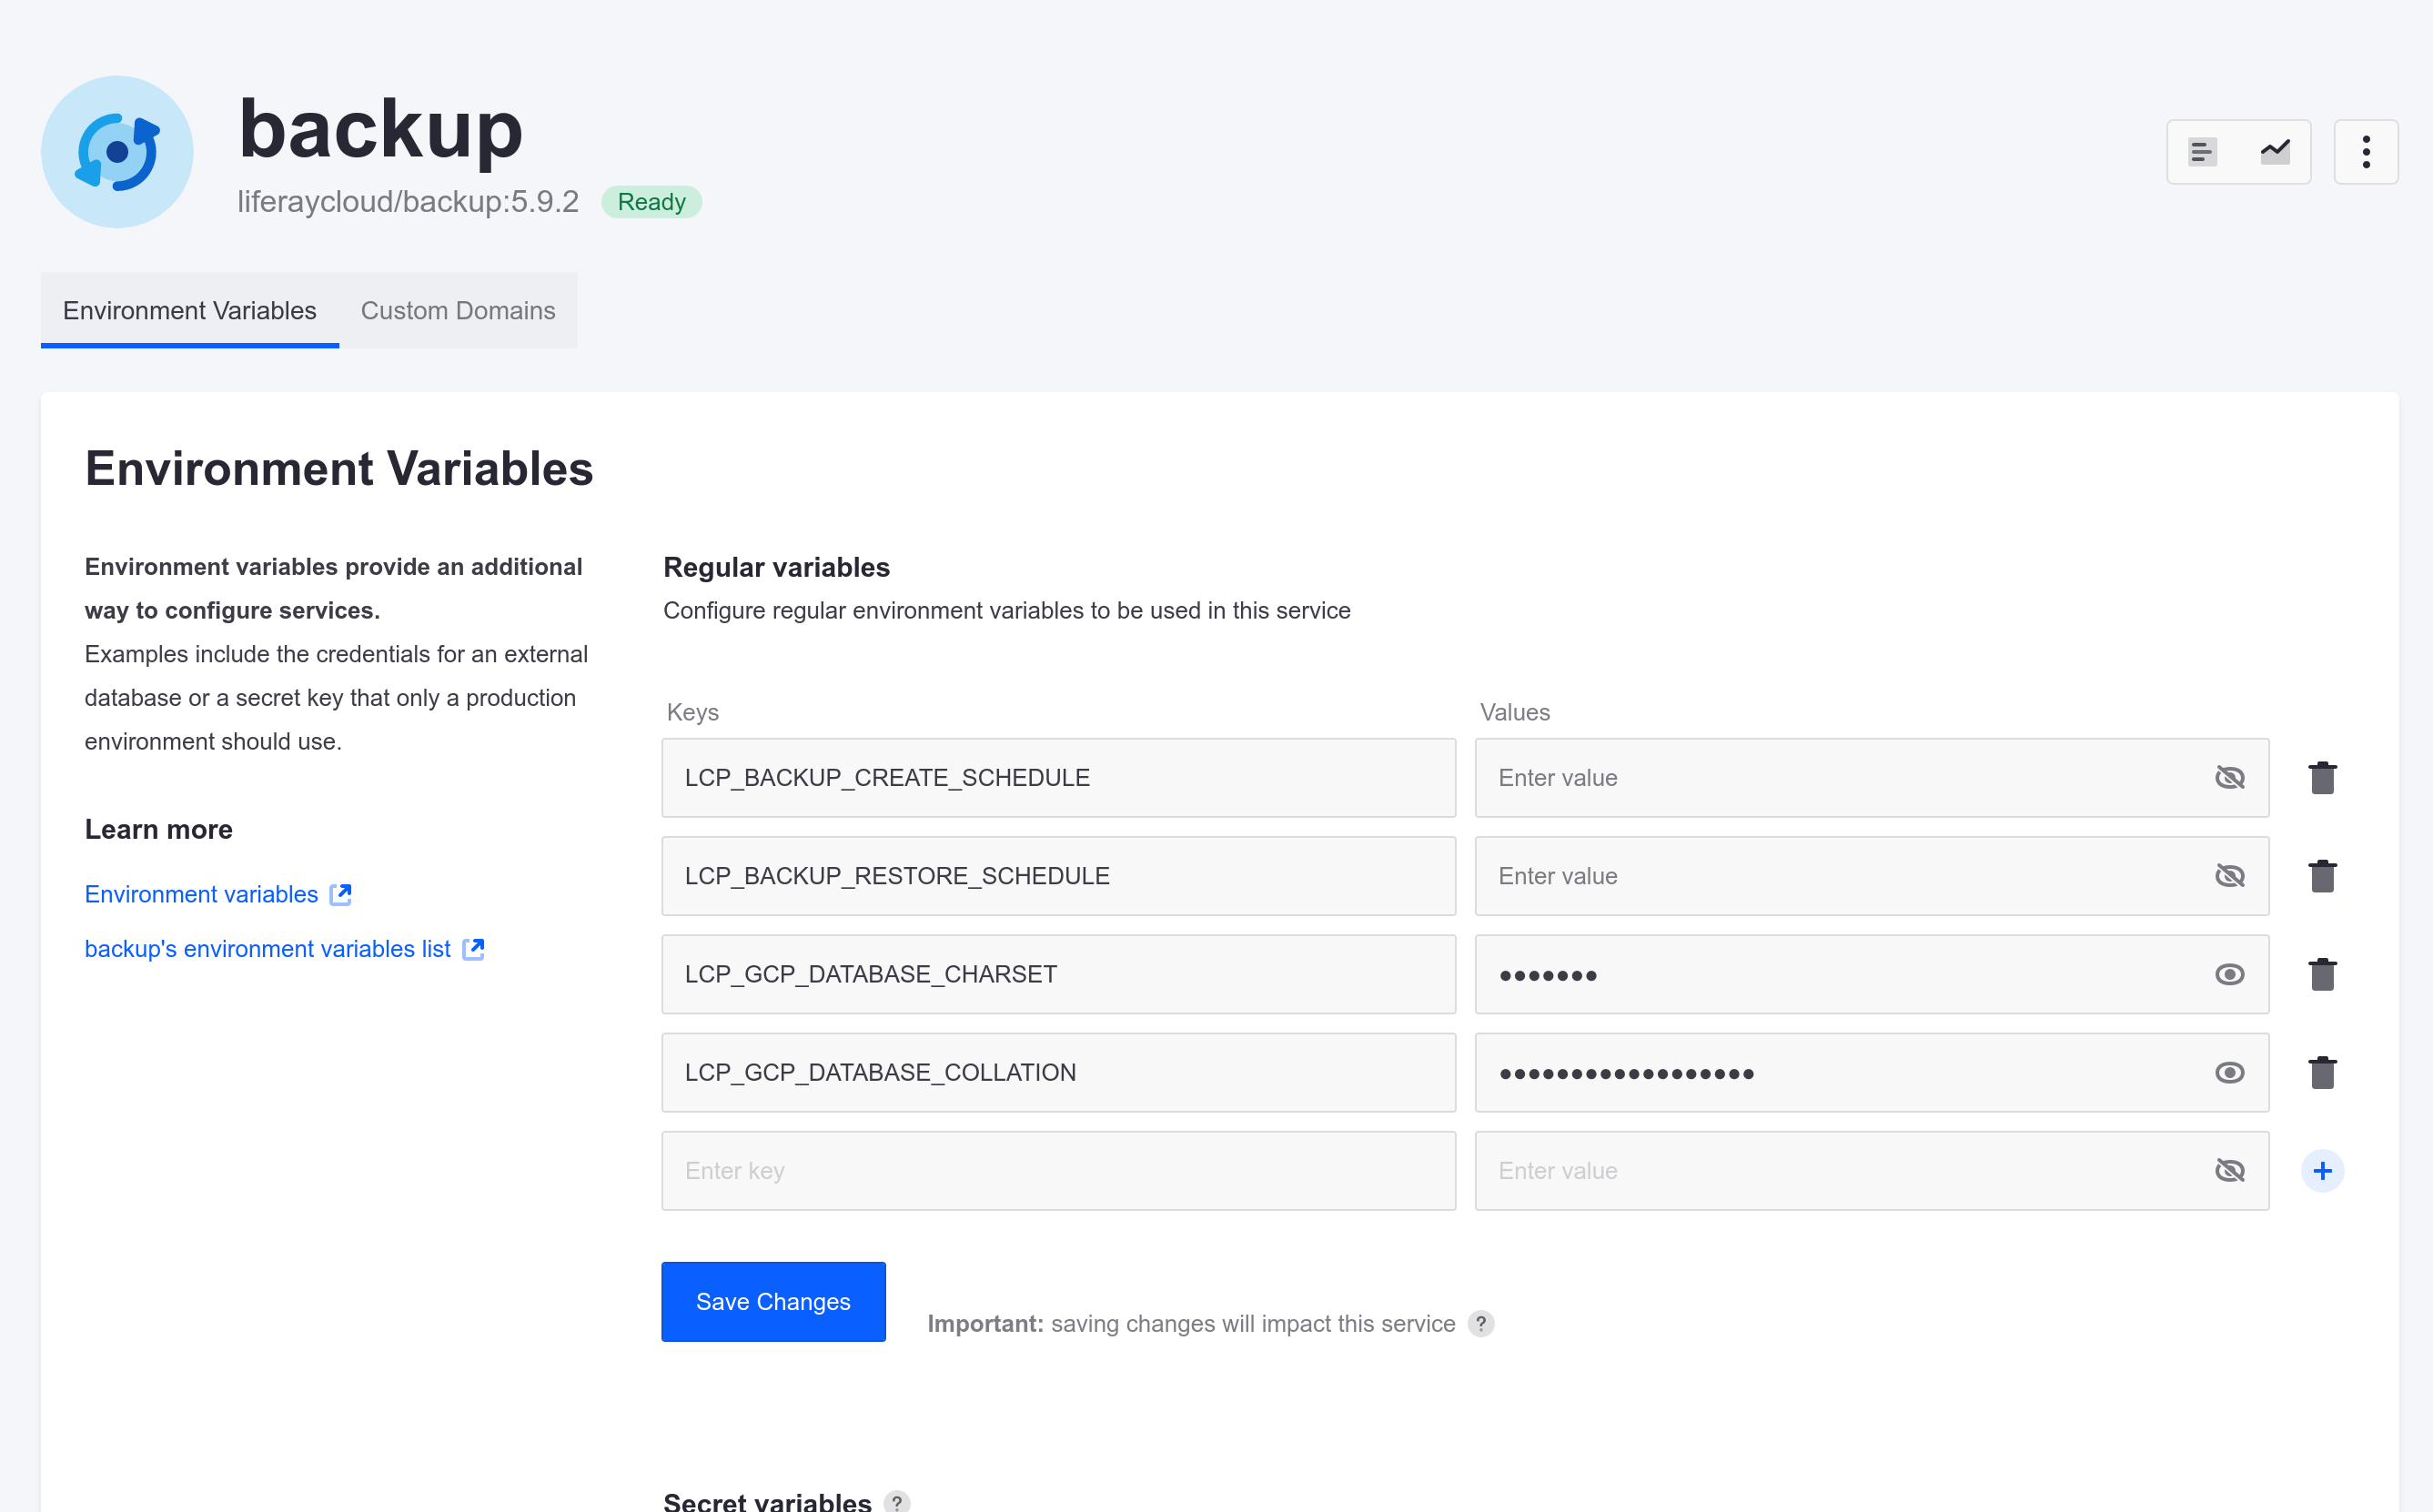 backup
liferaycloud/backup:5.9.2 Ready
Environment Variables Custom Domains
Environment Variables
Environment variables provide an additional
way to configure services.
Examples include the credentials for an external
database or a secret key that only a production
environment should use.
Learn more
Environment variables
backup's environment variables list
Regular variables
Configure regular environment variables to be used in this service
Keys Values
LCP_BACKUP_CREATE_SCHEDULE Enter value
LCP_BACKUP_RESTORE_SCHEDULE Enter value
LCP_GCP_DATABASE_CHARSET •••••••
LCP_GCP_DATABASE_COLLATION ••••••••••••••••••
Enter key Enter value
Save Changes
Important: saving changes will impact this service ?
Secret variables ?